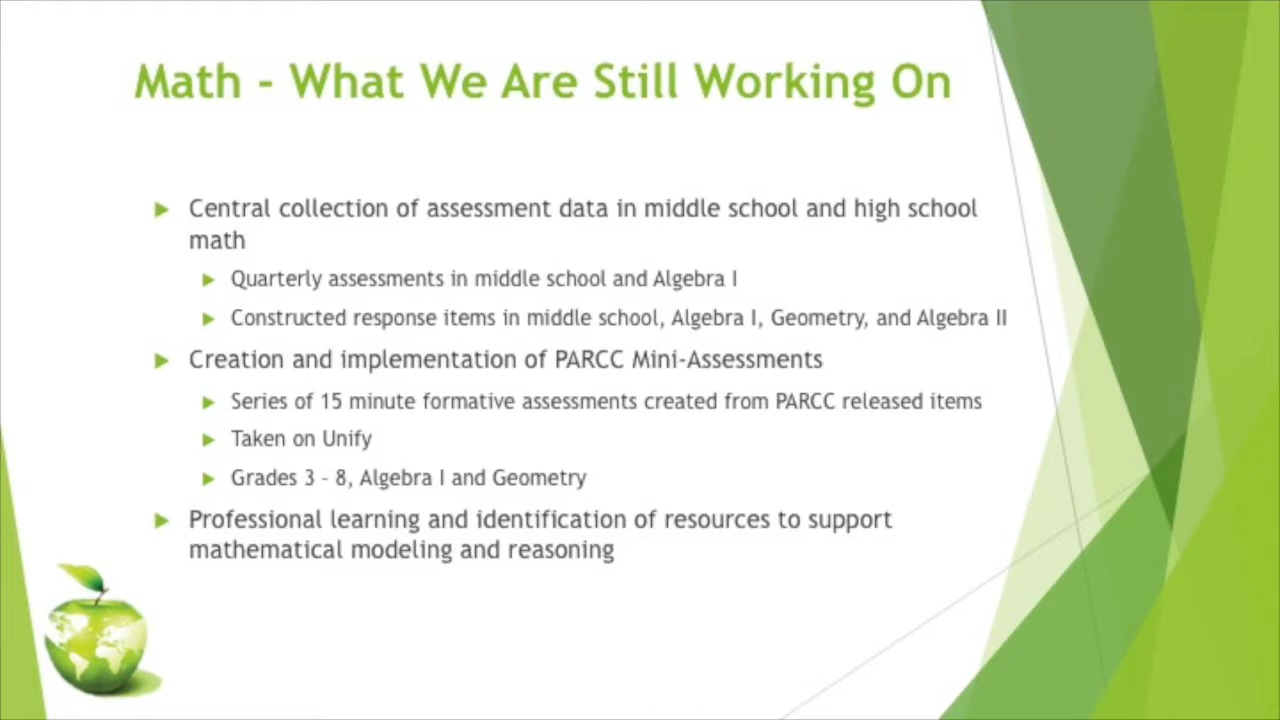 Math - What We Are Still Working On
Central collection of assessment data in middle school and high school
math
Quarterly assessments in middle school and Algebra I
Constructed response items in middle school, Algebra I, Geometry, and Algebra II
Creation and implementation of PARCC Mini-Assessments
Series of 15 minute formative assessments created from PARCC released items
Taken on Unify
Grades 3 – 8, Algebra I and Geometry
Professional learning and identification of resources to support
mathematical modeling and reasoning